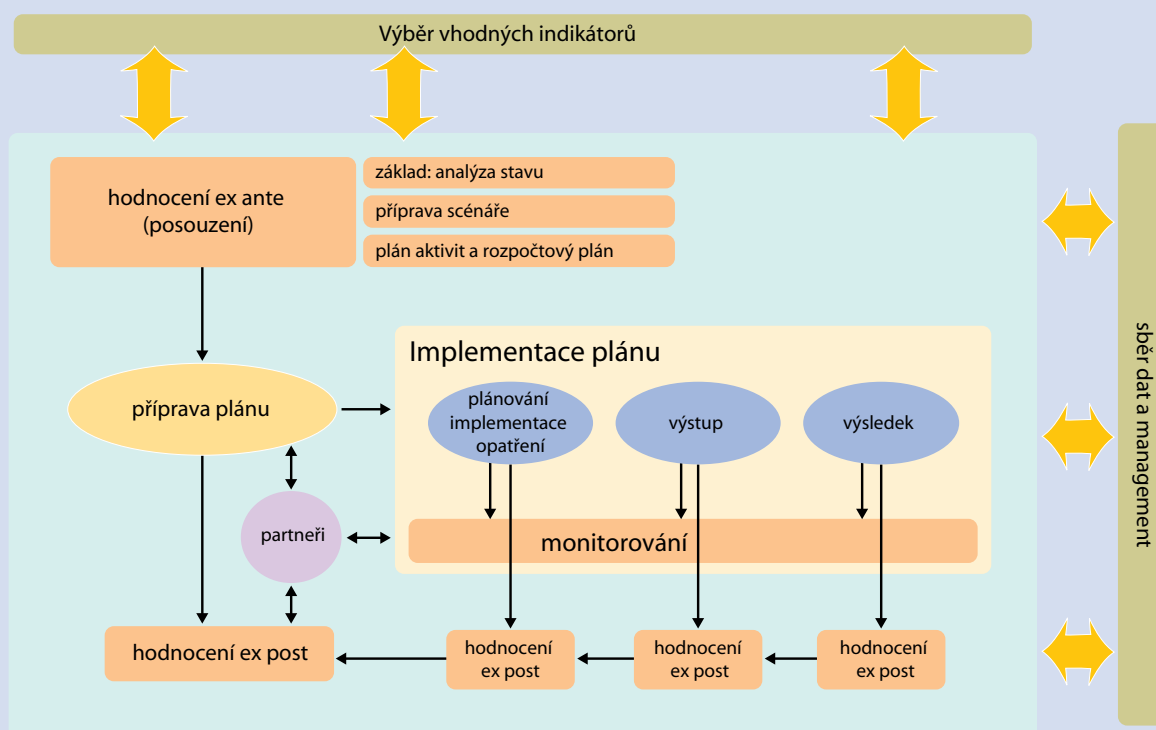 Výběr vhodných indikátorů
hodnocení ex ante
(posouzení)
základ: analýza stavu
příprava scénáře
plán aktivit a rozpočtový plán
sběr dat a management
Implementace plánu
příprava plánu
plánování
implementace
opatření
výstup
výsledek
partneři
monitorování
hodnocení ex post
hodnocení
ex post
hodnocení
ex post
hodnocení
ex post